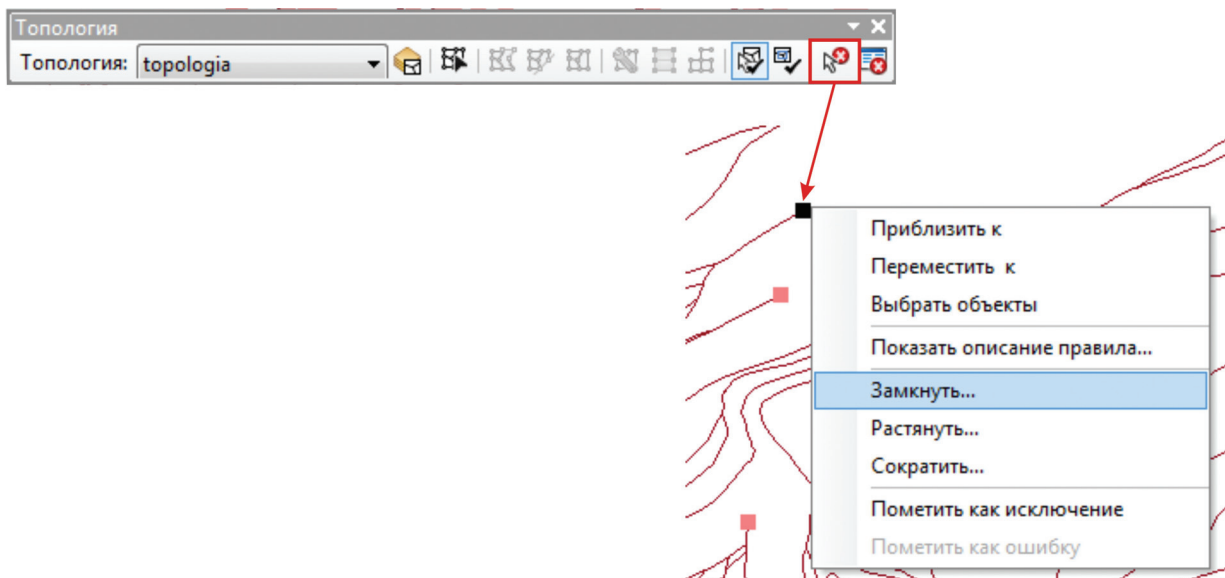 Топология
Топология: topologia
Приблизить к
Переместить к
Выбрать объекты
Показать описание правила...
Замкнуть...
Растянуть...
Сократить...
Пометить как исключение
Пометить как ошибку